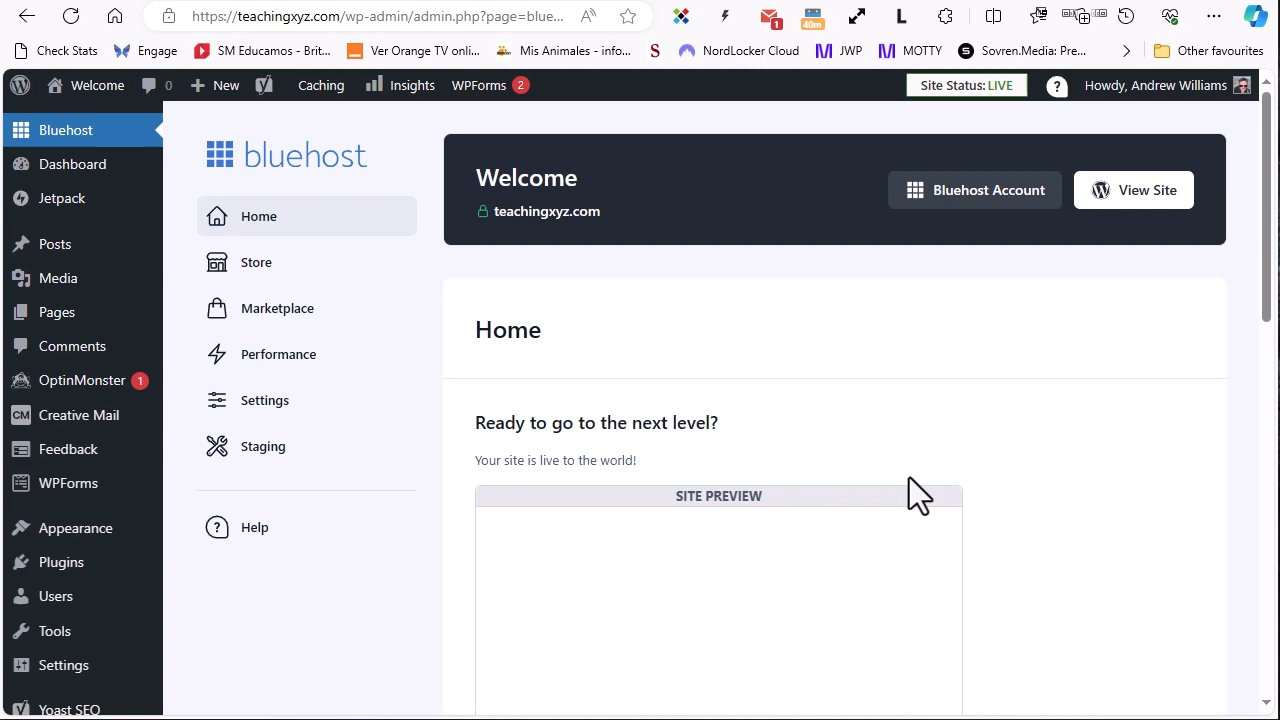 https://teachingxyz.com/wp-admin/admin.php?page=blue...
A
1
40m
L
Check Stats
Engage
SM Educamos - Brit...
Ver Orange TV onli...
Mis Animales - info...
S
NordLocker Cloud
JWP
MOTTY
Sovren.Media-Pre...
Other favourites
Welcome
0
New
Caching
Insights
WPForms 2
Site Status: LIVE
?
Howdy, Andrew Williams
Bluehost
Dashboard
Jetpack
Posts
Media
Pages
Comments
OptinMonster 1
CM Creative Mail
Feedback
WPForms
Appearance
Plugins
Users
Tools
Settings
Yoast SEO
bluehost
Home
Store
Marketplace
Performance
Settings
Staging
? Help
Welcome
teachingxyz.com
Bluehost Account
View Site
Home
Ready to go to the next level?
Your site is live to the world!
SITE PREVIEW